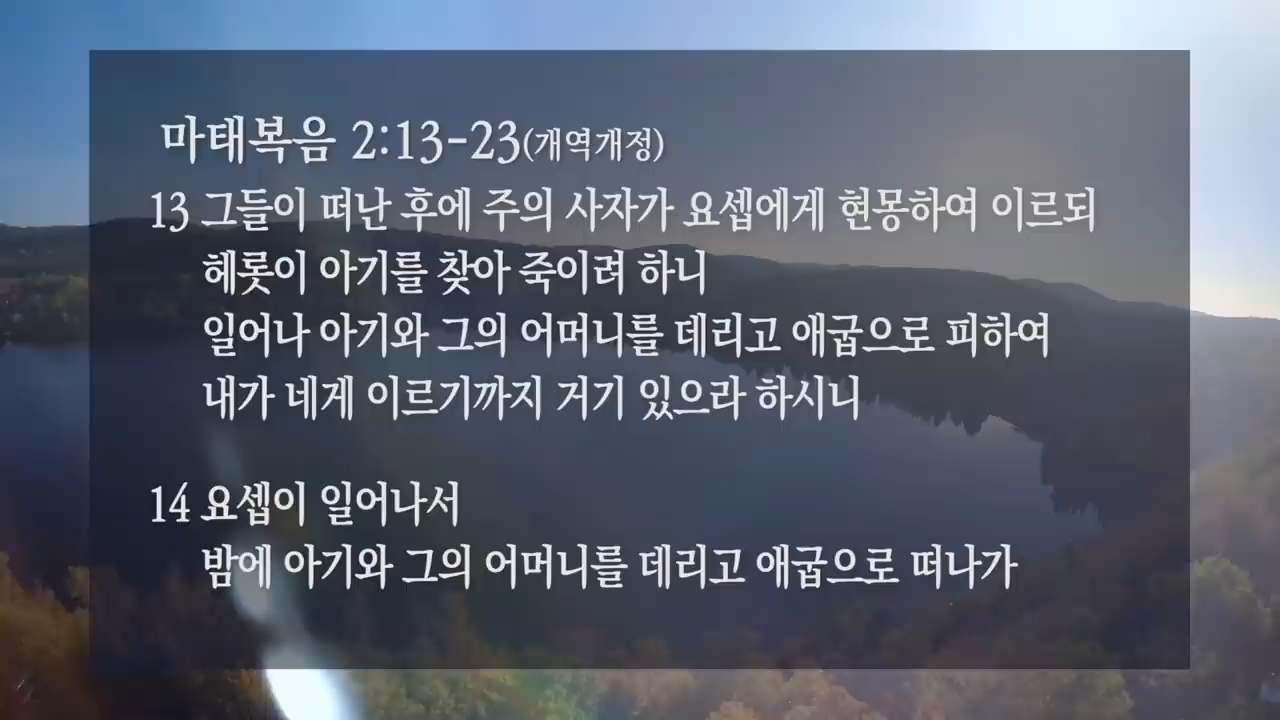 마태복음 2:13-23(개역개정)
13 그들이 떠난 후에 주의 사자가 요셉에게 현몽하여 이르되
헤롯이 아기를 찾아 죽이려 하니
일어나 아기와 그의 어머니를 데리고 애굽으로 피하여
내가 네게 이르기까지 거기 있으라 하시니
14 요셉이 일어나서
밤에 아기와 그의 어머니를 데리고 애굽으로 떠나가